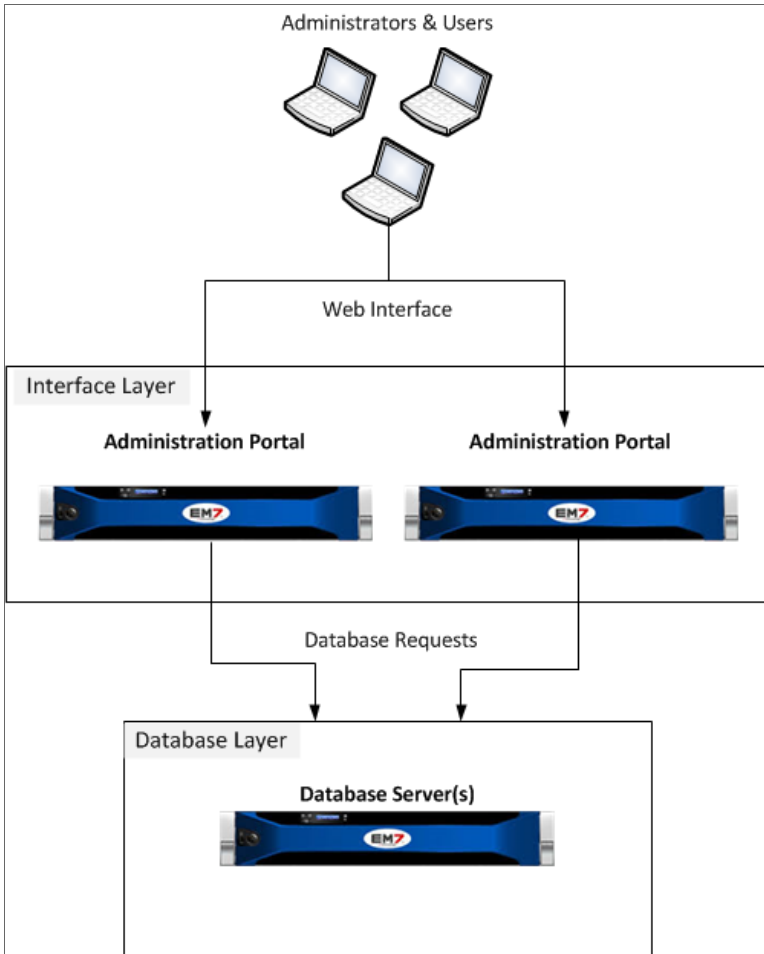 Administrators & Users
Web Interface
Interface Layer
Administration Portal
Administration Portal
EM7
EM7
Database Requests
Database Layer
Database Server(s)
EM7